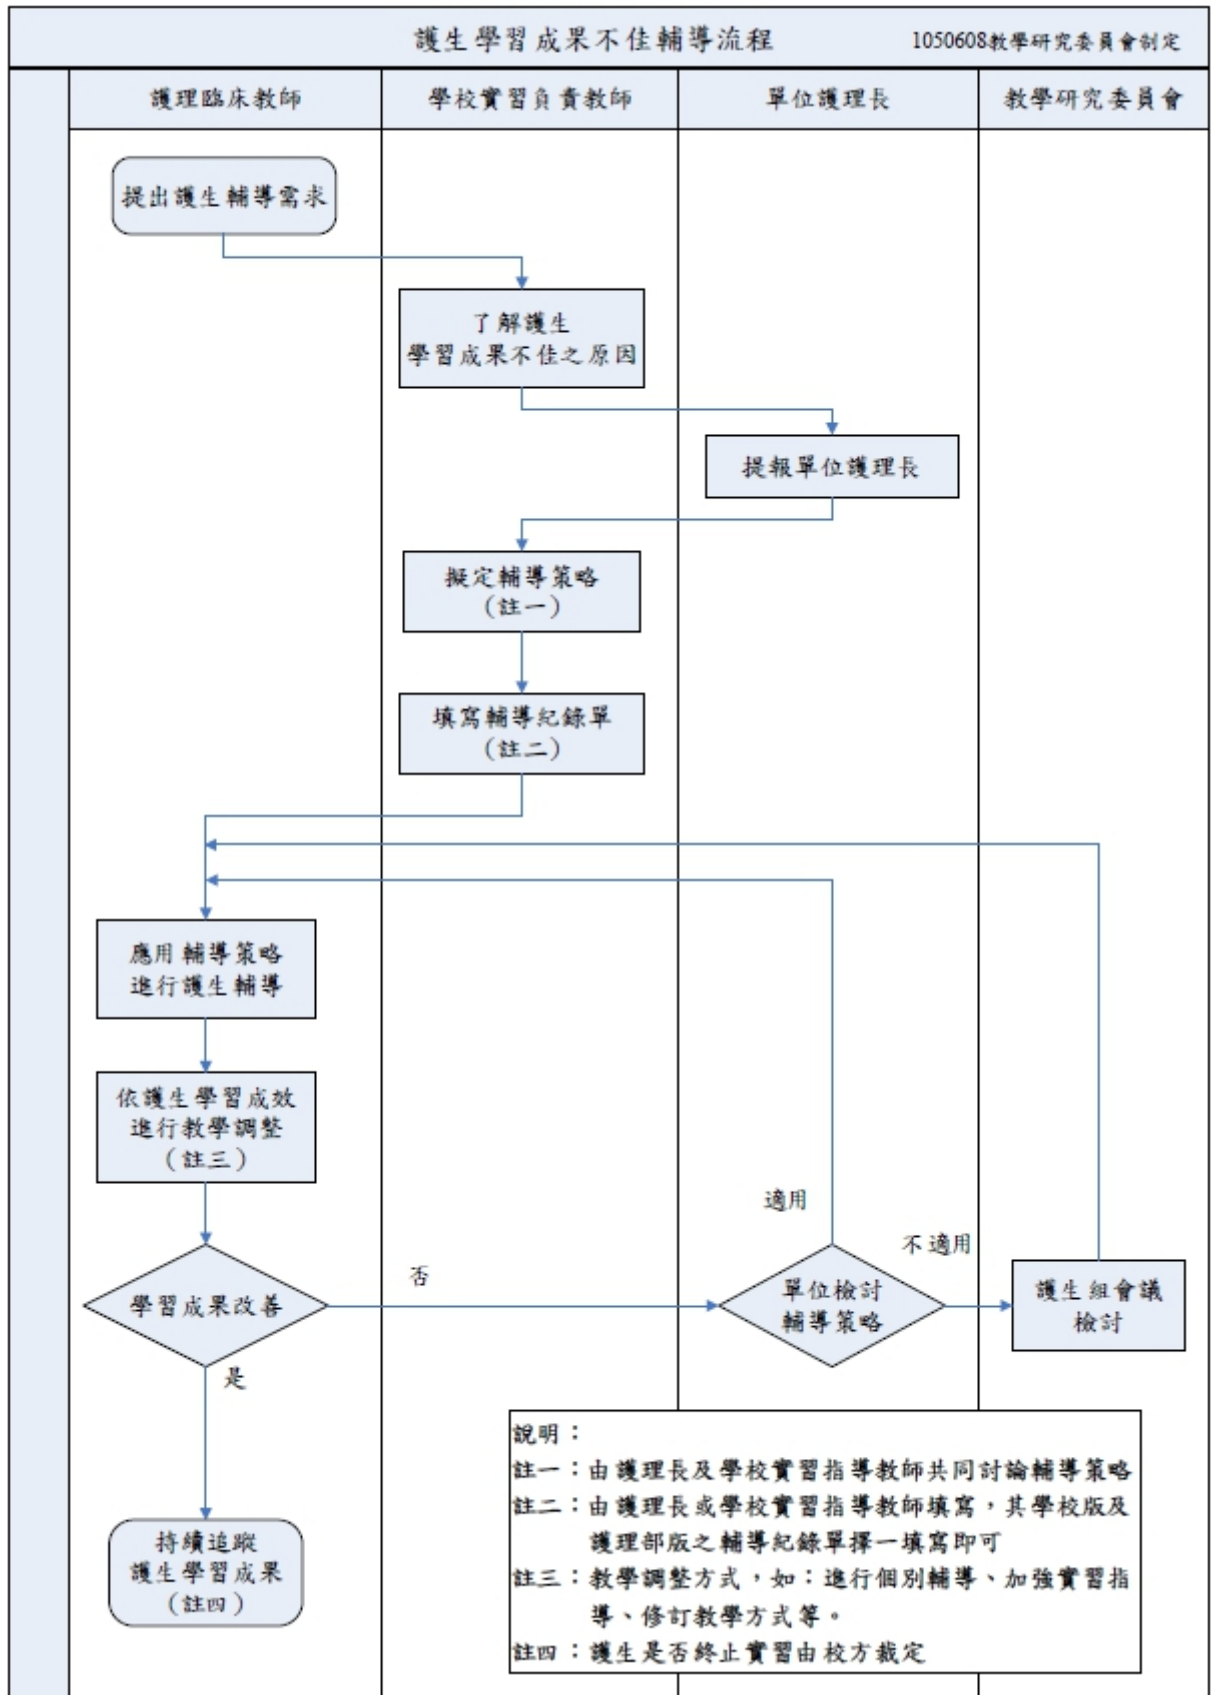 護生學習成果不佳輔導流程
1050608教學研究委員會制定
護理臨床教師
學校實習負責教師
單位護理長
教學研究委員會
提出護生輔導需求
了解護生
學習成果不佳之原因
提報單位護理長
擬定輔導策略
(註一)
填寫輔導紀錄單
(註二)
應用輔導策略
進行護生輔導
依護生學習成效
進行教學調整
(註三)
適用
不適用
否
學習成果改善
單位檢討
輔導策略
護生組會議
檢討
是
持續追蹤
護生學習成果
(註四)
說明：
註一：由護理長及學校實習指導教師共同討論輔導策略
註二：由護理長或學校實習指導教師填寫，其學校版及
護理部版之輔導紀錄單擇一填寫即可
註三：教學調整方式，如：進行個別輔導、加強實習指
導、修訂教學方式等。
註四：護生是否終止實習由校方裁定